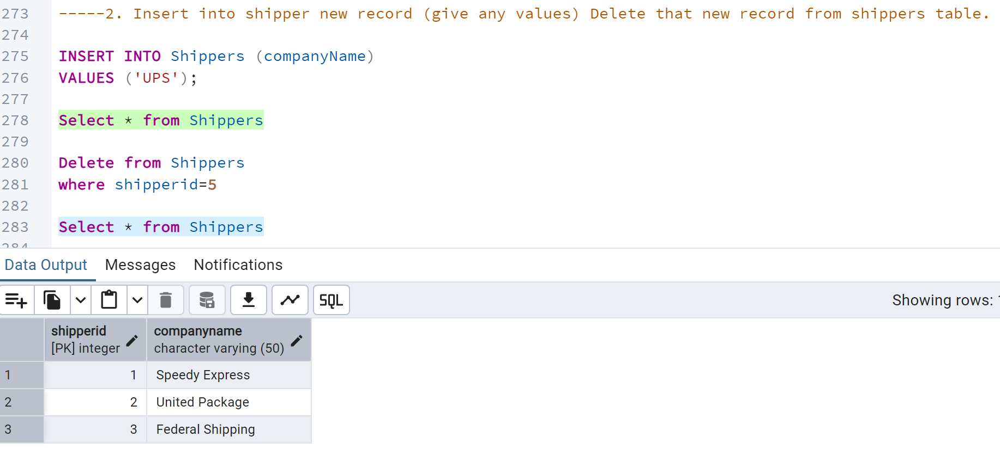 273 -----2. Insert into shipper new record (give any values) Delete that new record from shippers table.
274
275 INSERT INTO Shippers (companyName)
276 VALUES ('UPS');
277
278 Select * from Shippers
279
280 Delete from Shippers
281 where shipperid=5
282
283 Select * from Shippers
284
Data Output Messages Notifications
SQL Showing rows: 1
shipperid companyname
[PK] integer character varying (50)
1 1 Speedy Express
2 2 United Package
3 3 Federal Shipping